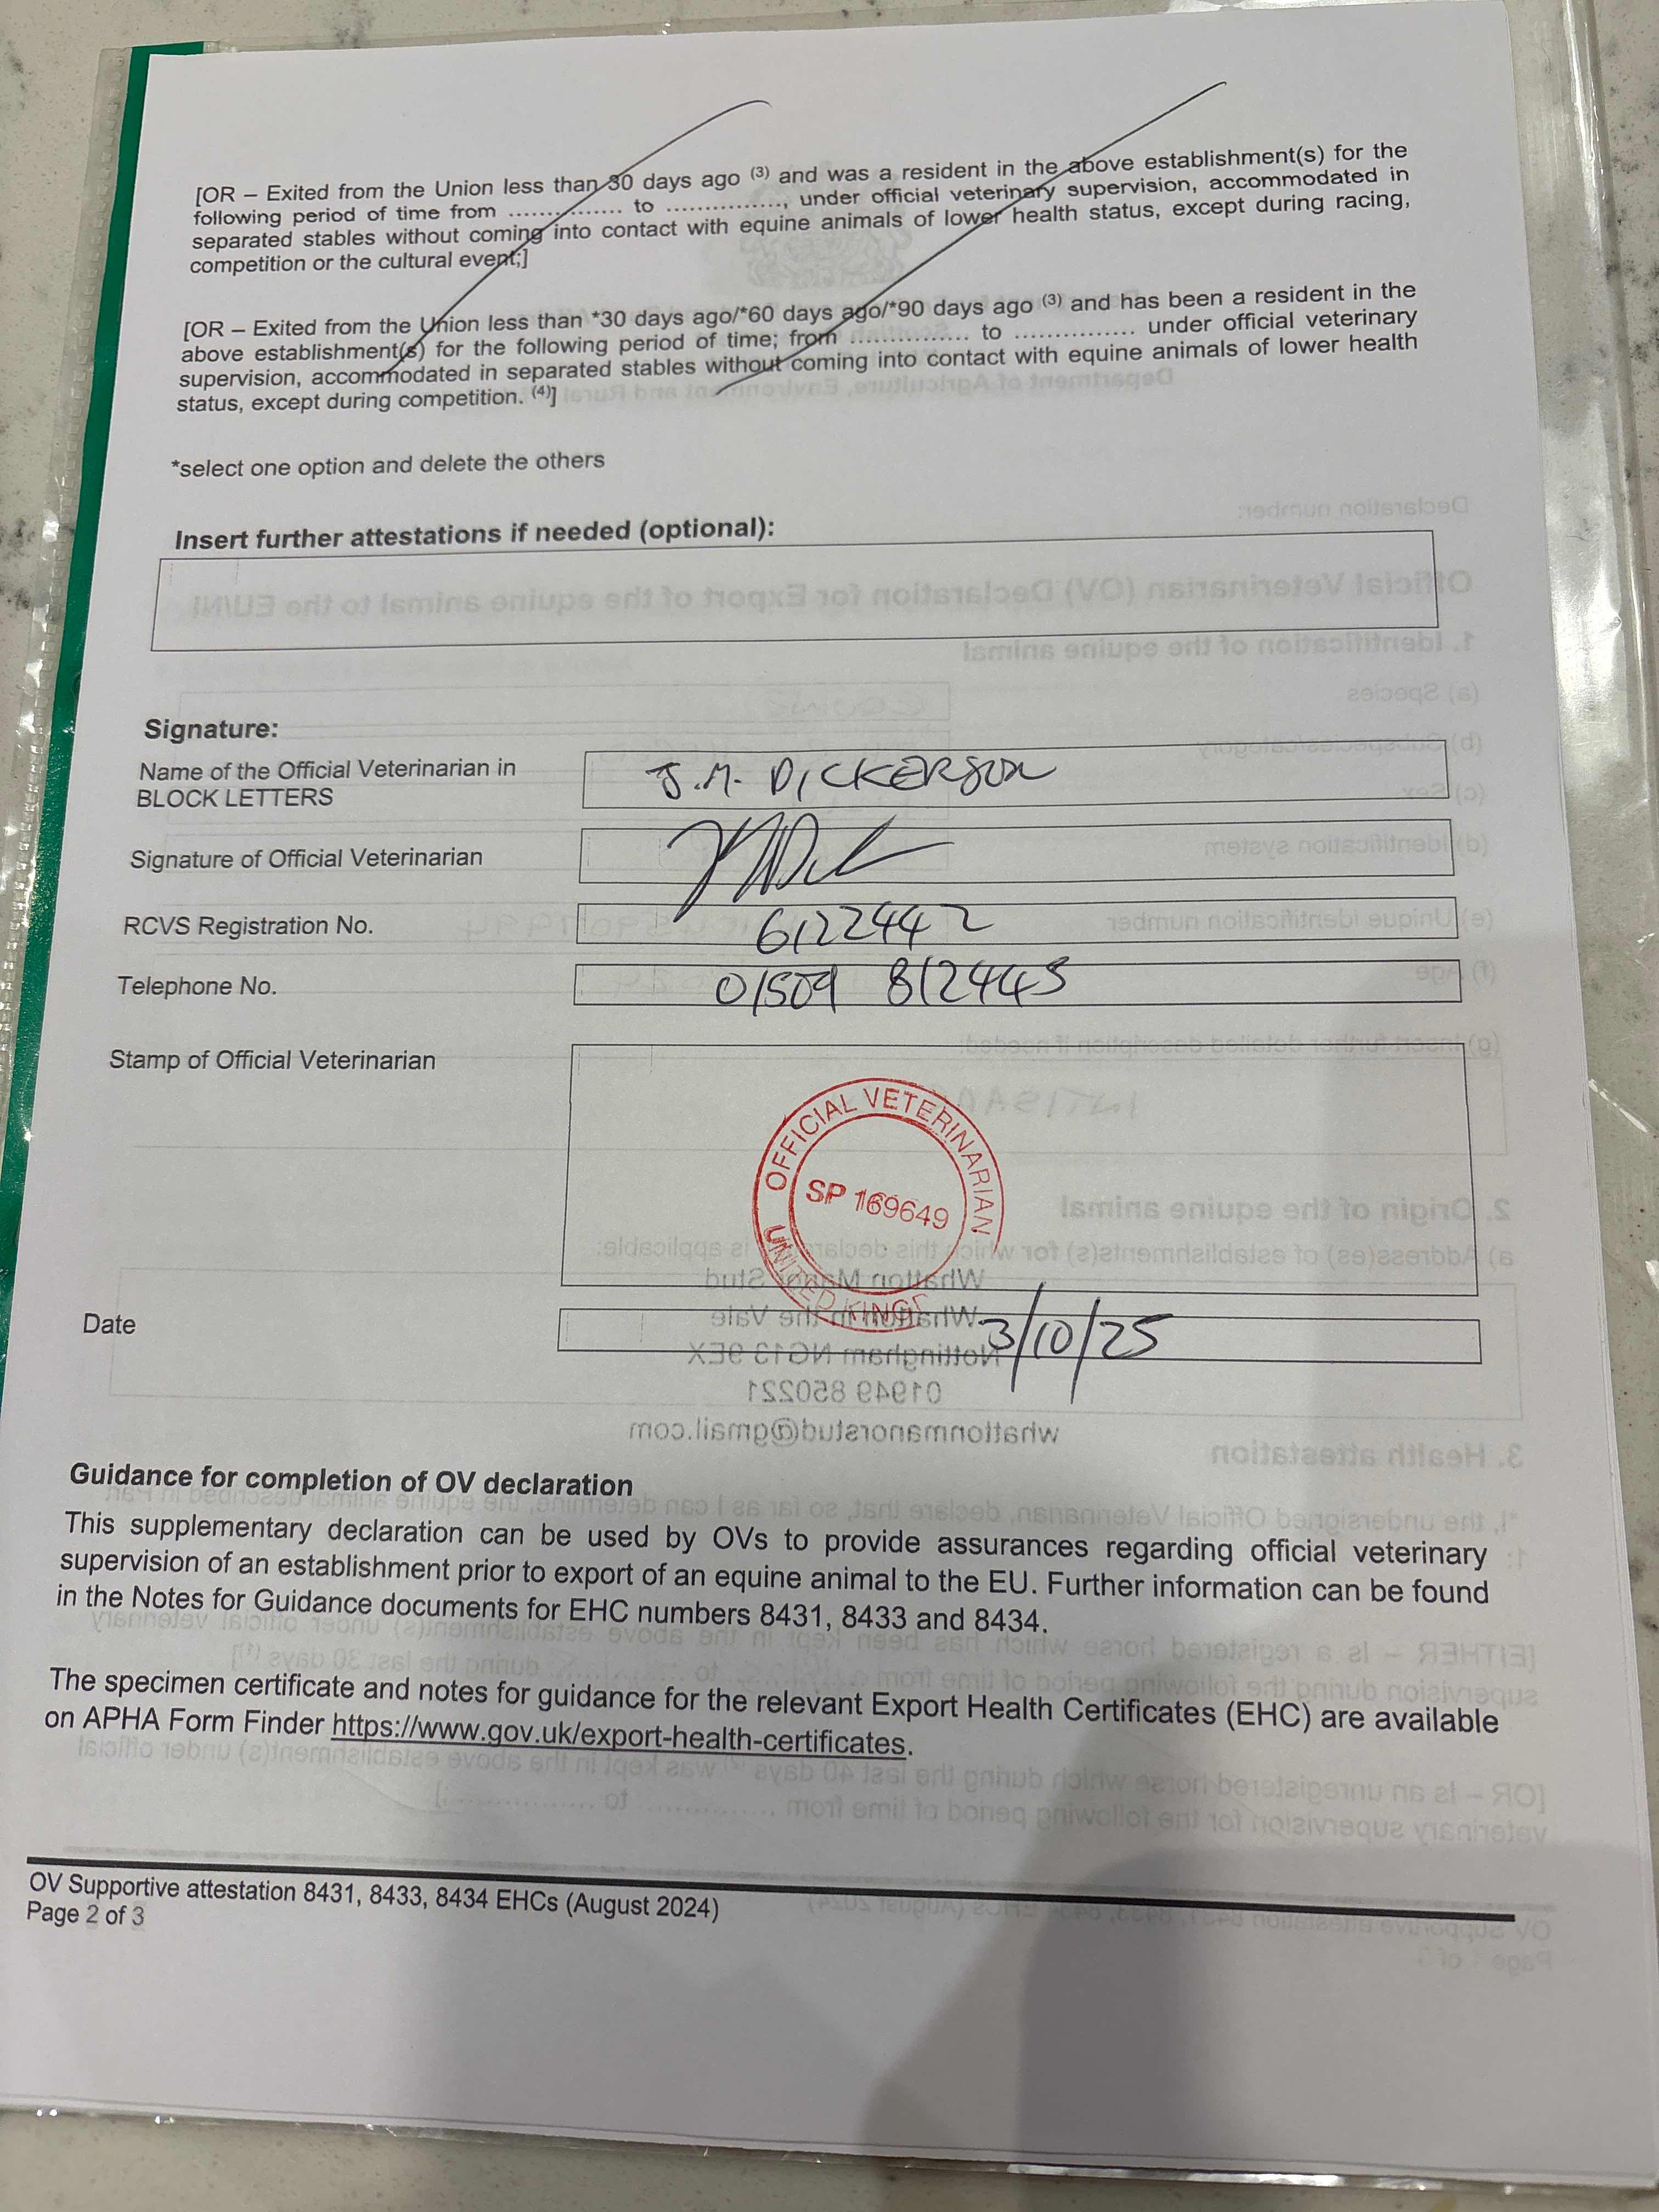 [OR – Exited from the Union less than 30 days ago (3) and was a resident in the above establishment(s) for the
following period of time from ............... to ................, under official veterinary supervision, accommodated in
separated stables without coming into contact with equine animals of lower health status, except during racing,
competition or the cultural event;]
[OR – Exited from the Union less than *30 days ago/*60 days ago/*90 days ago (3) and has been a resident in the
above establishment(s) for the following period of time; from ................ to ................ under official veterinary
supervision, accommodated in separated stables without coming into contact with equine animals of lower health
status, except during competition. (4)]
*select one option and delete the others
Insert further attestations if needed (optional):
Signature:
Name of the Official Veterinarian in
BLOCK LETTERS
J.M. DICKERSON
Signature of Official Veterinarian
RCVS Registration No.
6122442
Telephone No.
01509 812445
Stamp of Official Veterinarian
OFFICIAL VETERINARIAN
SP 169649
UNITED KINGD
Date
3/10/25
Guidance for completion of OV declaration
This supplementary declaration can be used by OVs to provide assurances regarding official veterinary
supervision of an establishment prior to export of an equine animal to the EU. Further information can be found
in the Notes for Guidance documents for EHC numbers 8431, 8433 and 8434.
The specimen certificate and notes for guidance for the relevant Export Health Certificates (EHC) are available
on APHA Form Finder https://www.gov.uk/export-health-certificates.
OV Supportive attestation 8431, 8433, 8434 EHCs (August 2024)
Page 2 of 3